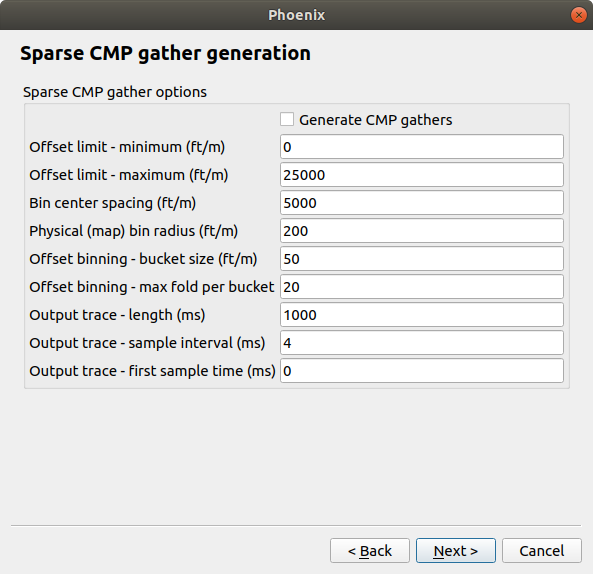 Phoenix
Sparse CMP gather generation
Sparse CMP gather options
Generate CMP gathers
Offset limit - minimum (ft/m) 0
Offset limit - maximum (ft/m) 25000
Bin center spacing (ft/m) 5000
Physical (map) bin radius (ft/m) 200
Offset binning - bucket size (ft/m) 50
Offset binning - max fold per bucket 20
Output trace - length (ms) 1000
Output trace - sample interval (ms) 4
Output trace - first sample time (ms) 0
< Back Next > Cancel